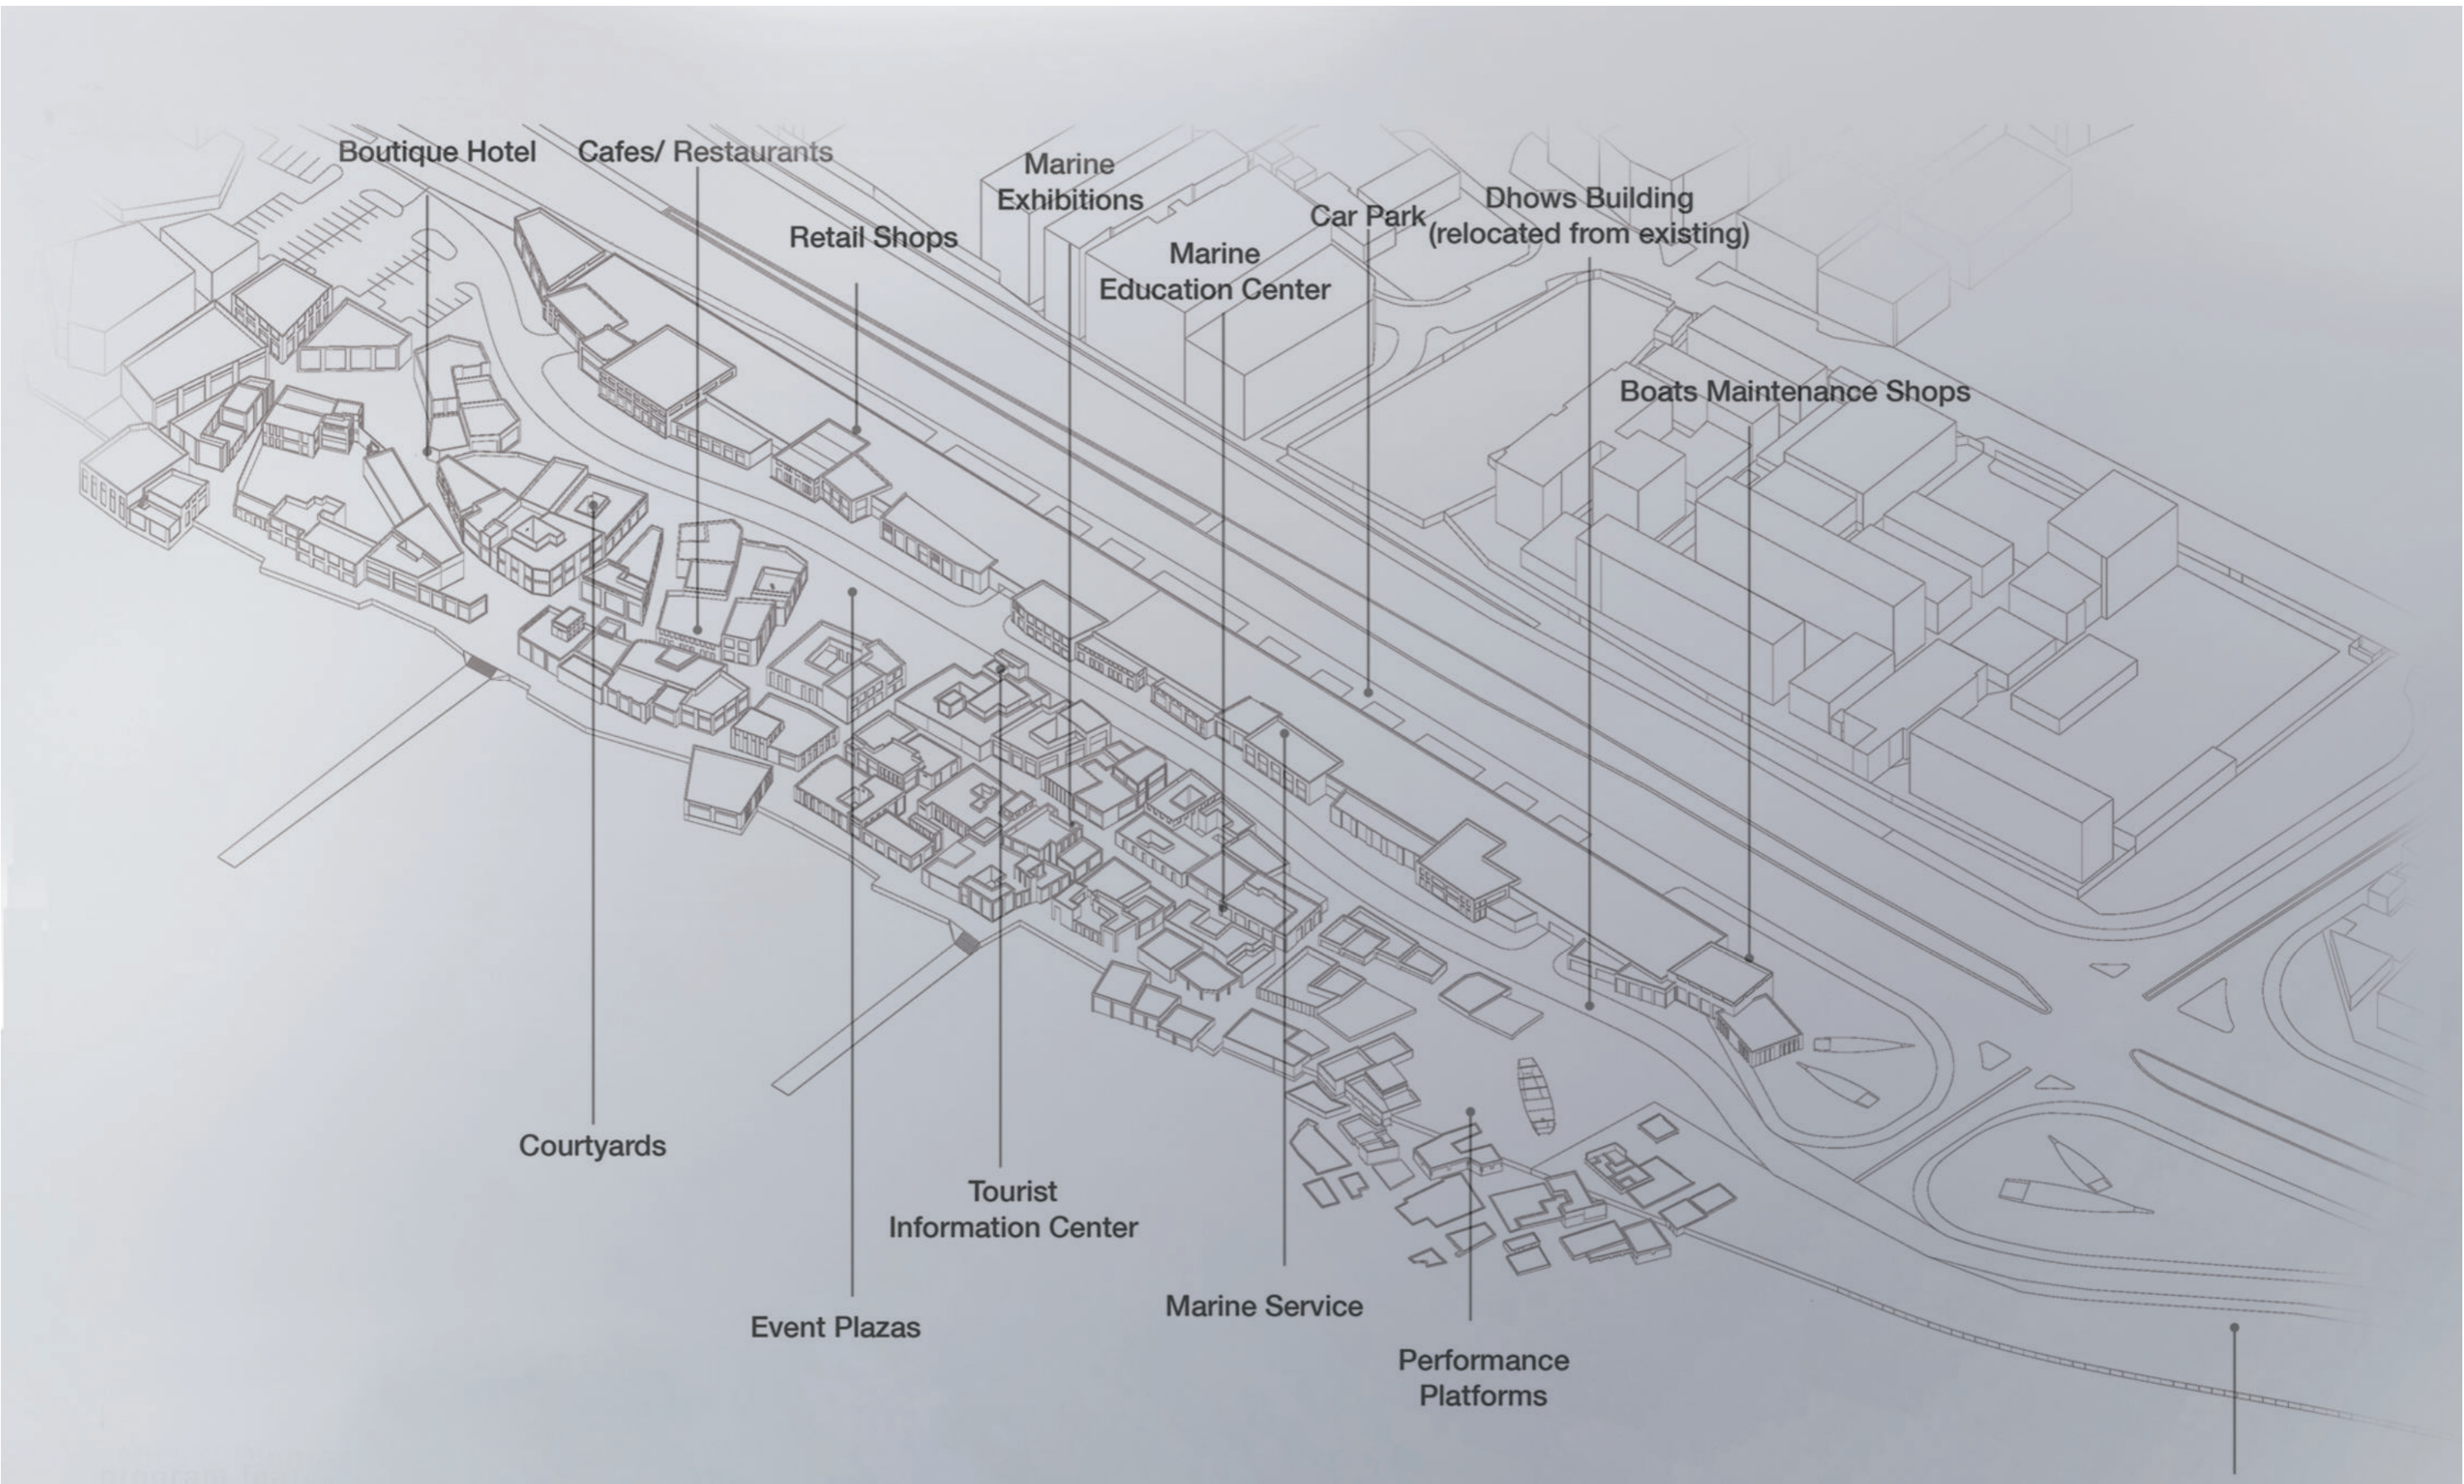 Boutique Hotel
Cafes/ Restaurants
Retail Shops
Marine
Exhibitions
Marine
Education Center
Car Park
Dhows Building
(relocated from existing)
Boats Maintenance Shops
Courtyards
Tourist
Information Center
Event Plazas
Marine Service
Performance
Platforms